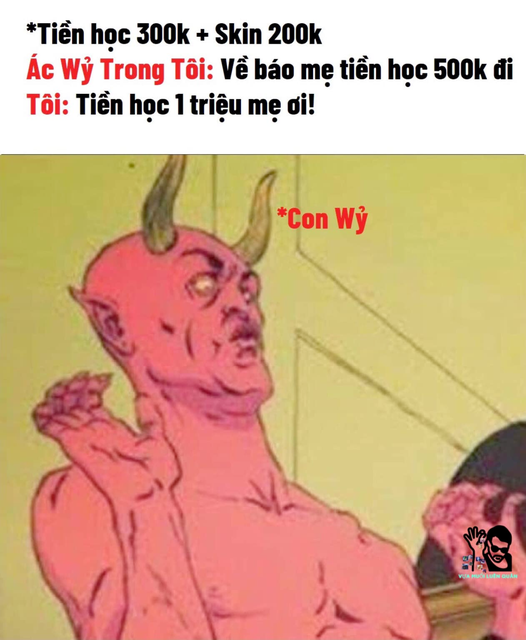 *Tiền học 300k + Skin 200k
Ác Wỷ Trong Tôi: Về báo mẹ tiền học 500k đi
Tôi: Tiền học 1 triệu mẹ ơi!
*Con Wỷ